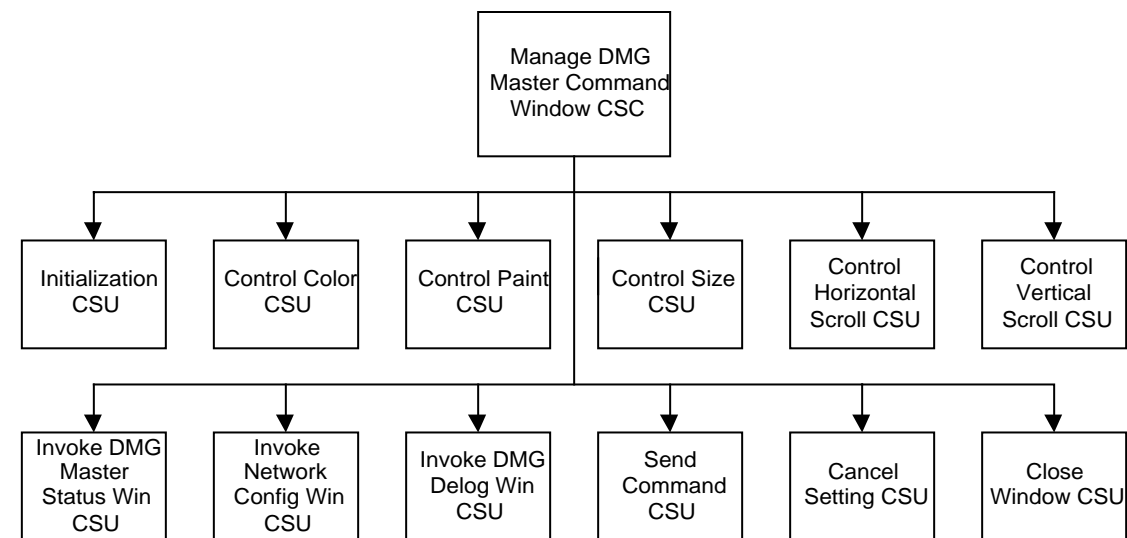 Manage DMG
Master Command
Window CSC
Initialization
CSU
Control Color
CSU
Control Paint
CSU
Control Size
CSU
Control
Horizontal
Scroll CSU
Control
Vertical
Scroll CSU
Invoke DMG
Master
Status Win
CSU
Invoke
Network
Config Win
CSU
Invoke DMG
Delog Win
CSU
Send
Command
CSU
Cancel
Setting CSU
Close
Window CSU